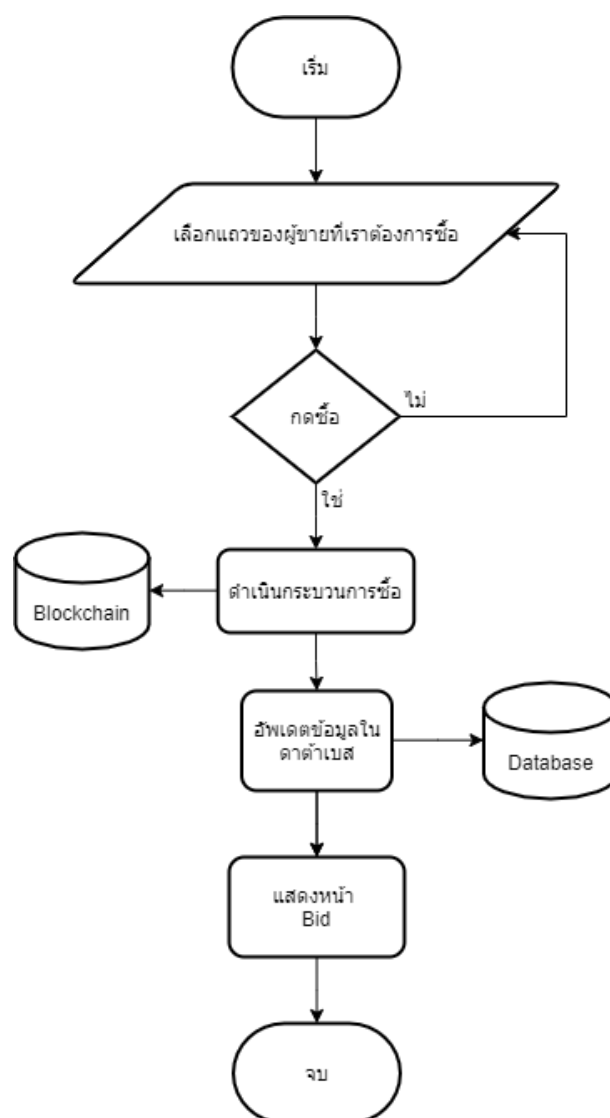 เริ่ม
เลือกแถวของผู้ขายที่เราต้องการซื้อ
กดซื้อ
ไม่
ใช่
ดำเนินกระบวนการซื้อ
Blockchain
อัพเดตข้อมูลใน
ดาต้าเบส
Database
แสดงหน้า
Bid
จบ